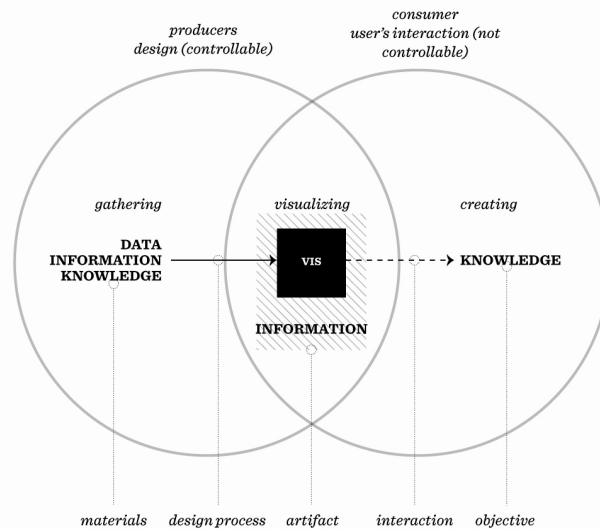 consumer
producers
user's interaction (not
design (controllable)
controllable)
gathering
visualizing
creating
DATA
INFORMATION
KNOWLEDGE
VIS
KNOWLEDGE
INFORMATION
materials
design process
artifact
interaction
objective